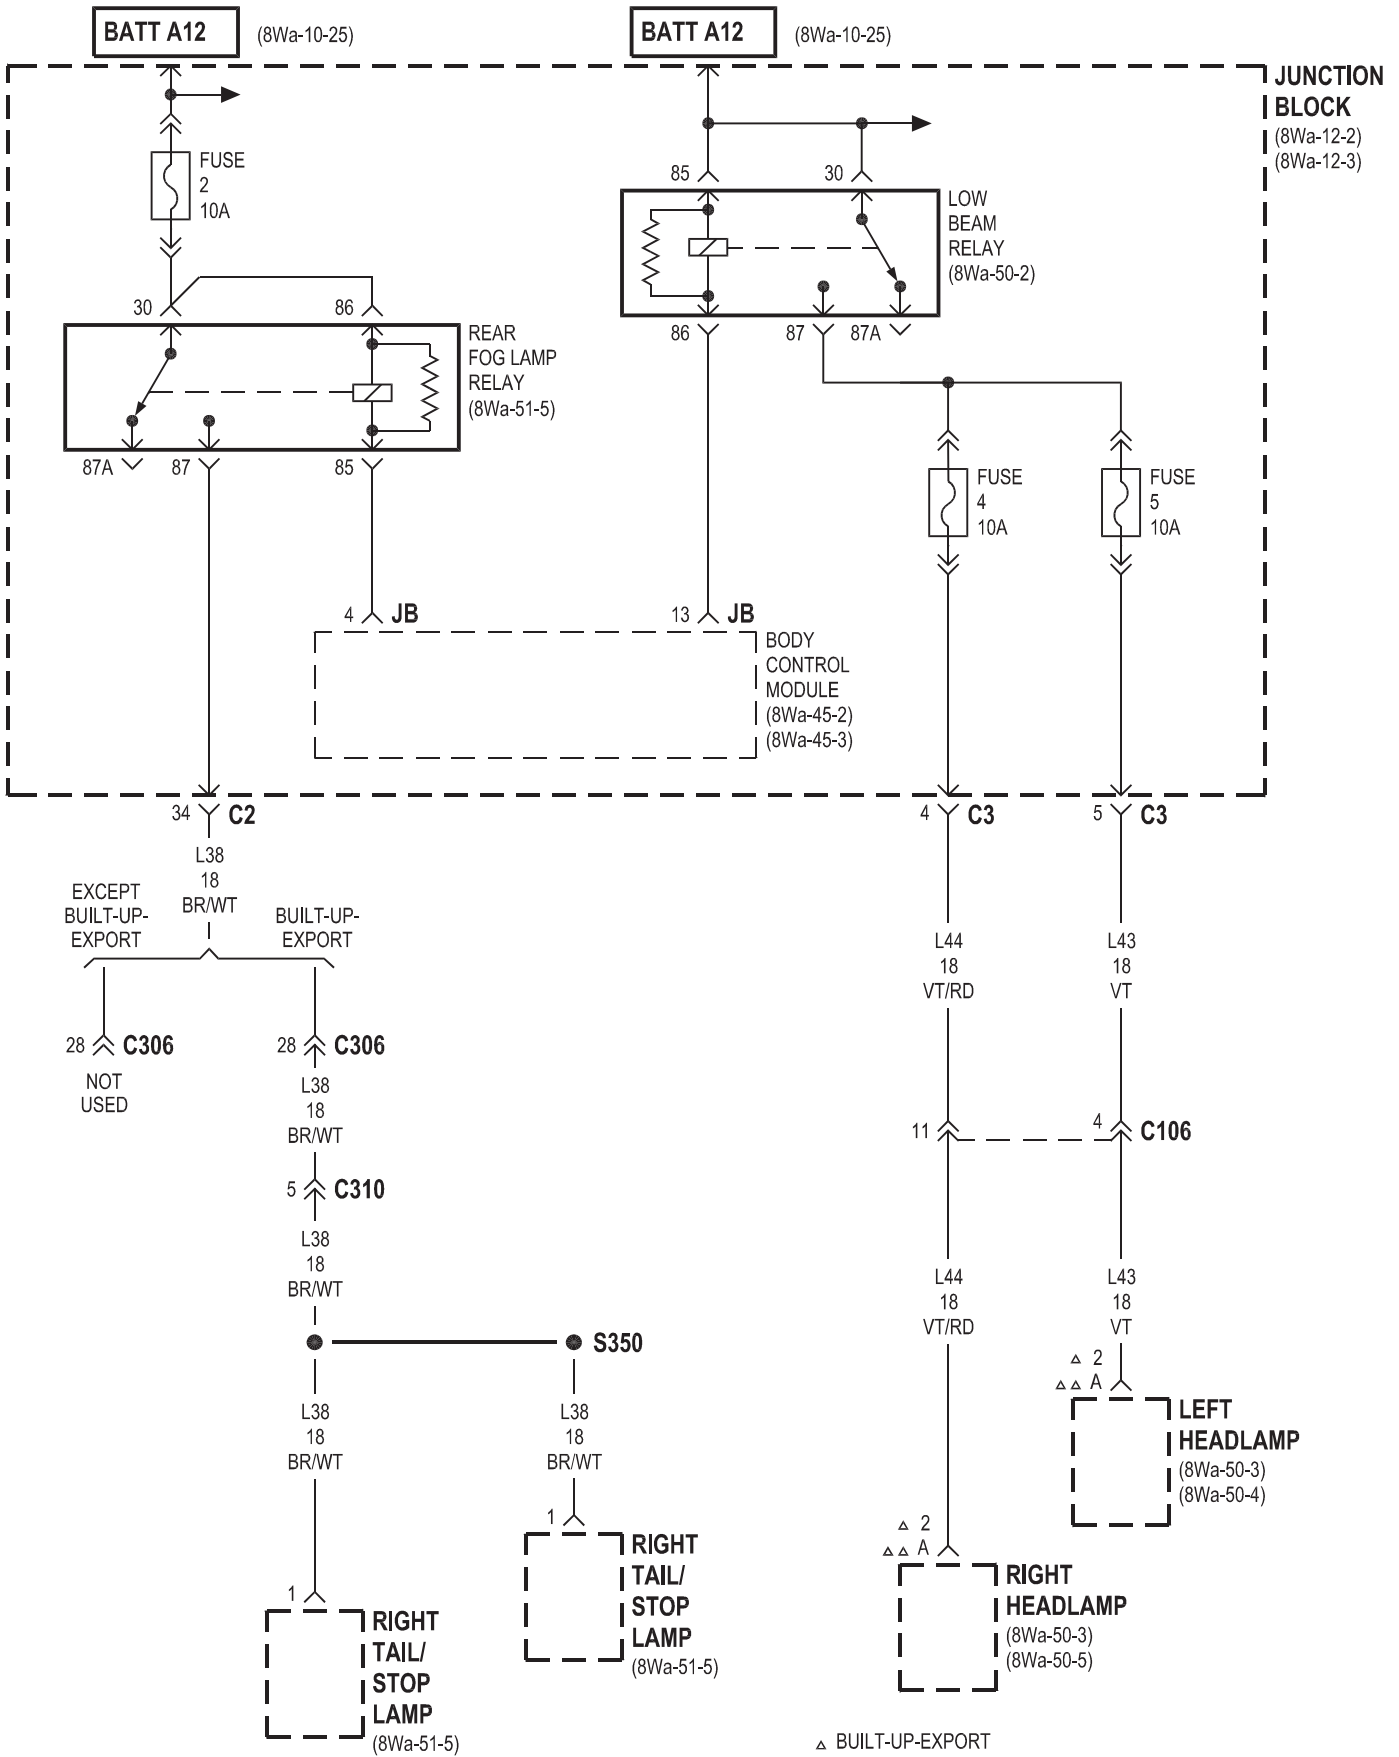 BATT A12
(8Wa-10-25)
BATT A12
(8Wa-10-25)
JUNCTION
BLOCK
(8Wa-12-2)
(8Wa-12-3)
FUSE
2
10A
85
30
LOW
BEAM
RELAY
(8Wa-50-2)
30
86
REAR
FOG LAMP
RELAY
(8Wa-51-5)
86
87
87A
87A
87
85
FUSE
4
10A
FUSE
5
10A
4
JB
13
JB
BODY
CONTROL
MODULE
(8Wa-45-2)
(8Wa-45-3)
34
C2
4
C3
5
C3
L38
18
BR/WT
EXCEPT
BUILT-UP-
EXPORT
BUILT-UP-
EXPORT
L44
18
VT/RD
L43
18
VT
28
C306
NOT
USED
28
C306
L38
18
BR/WT
11
4
C106
5
C310
L38
18
BR/WT
L44
18
VT/RD
L43
18
VT
S350
△ 2
△ △ A
LEFT
HEADLAMP
(8Wa-50-3)
(8Wa-50-4)
L38
18
BR/WT
L38
18
BR/WT
1
RIGHT
TAIL/
STOP
LAMP
(8Wa-51-5)
△ 2
△ △ A
RIGHT
HEADLAMP
(8Wa-50-3)
(8Wa-50-5)
1
RIGHT
TAIL/
STOP
LAMP
(8Wa-51-5)
△ BUILT-UP-EXPORT